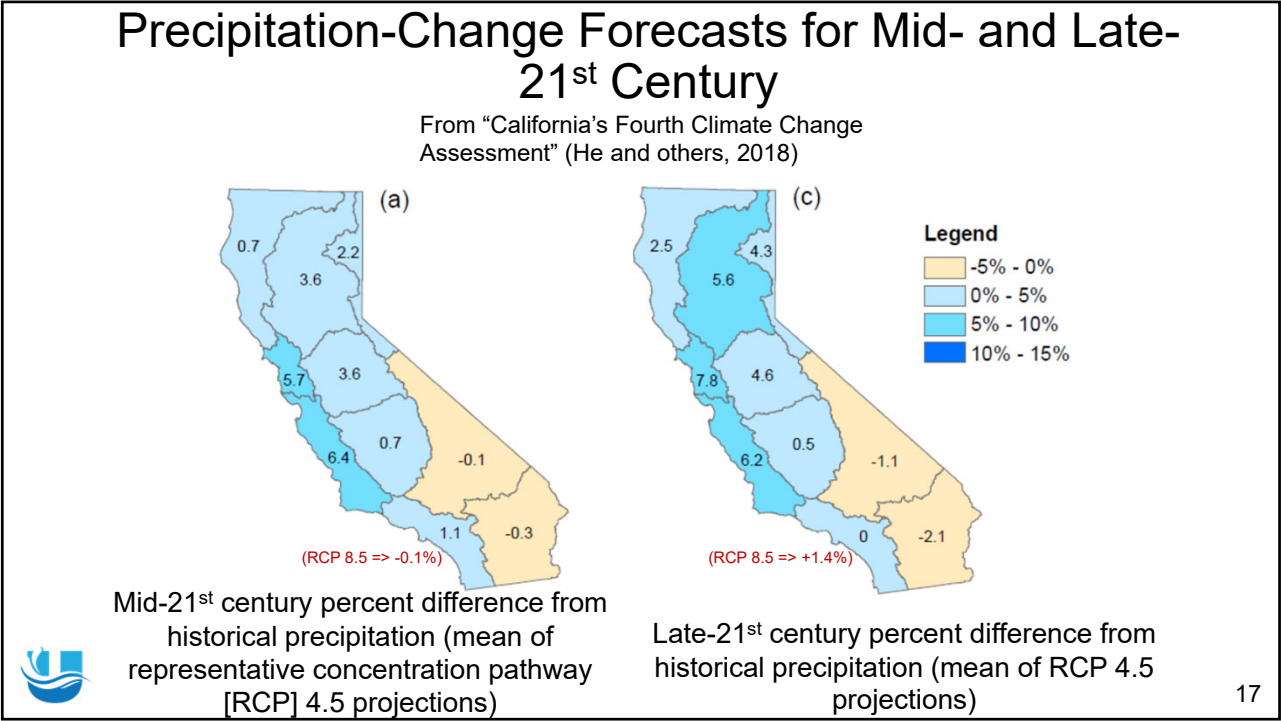 Precipitation-Change Forecasts for Mid- and Late-
21st Century
From “California’s Fourth Climate Change
Assessment” (He and others, 2018)
(a)
0.7
2.2
3.6
5.7
3.6
0.7
6.4
-0.1
1.1
-0.3
(RCP 8.5 => -0.1%)
Mid-21st century percent difference from
historical precipitation (mean of
representative concentration pathway
[RCP] 4.5 projections)
(c)
2.5
4.3
5.6
7.8
4.6
0.5
6.2
-1.1
0
-2.1
(RCP 8.5 => +1.4%)
Late-21st century percent difference from
historical precipitation (mean of RCP 4.5
projections)
Legend
-5% - 0%
0% - 5%
5% - 10%
10% - 15%
17